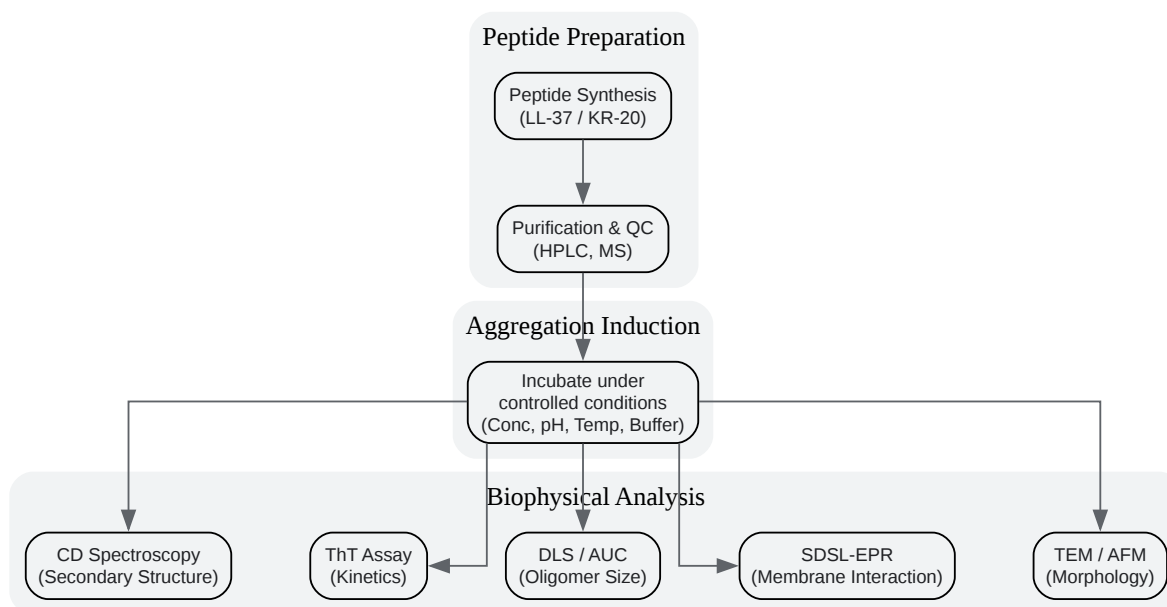 Peptide Preparation
Peptide Synthesis
(LL-37 / KR-20)
Purification & QC
(HPLC, MS)
Aggregation Induction
Incubate under
controlled conditions
(Conc, pH, Temp, Buffer)
Biophysical Analysis
CD Spectroscopy
(Secondary Structure)
ThT Assay
(Kinetics)
DLS / AUC
(Oligomer Size)
SDSL-EPR
(Membrane Interaction)
TEM / AFM
(Morphology)